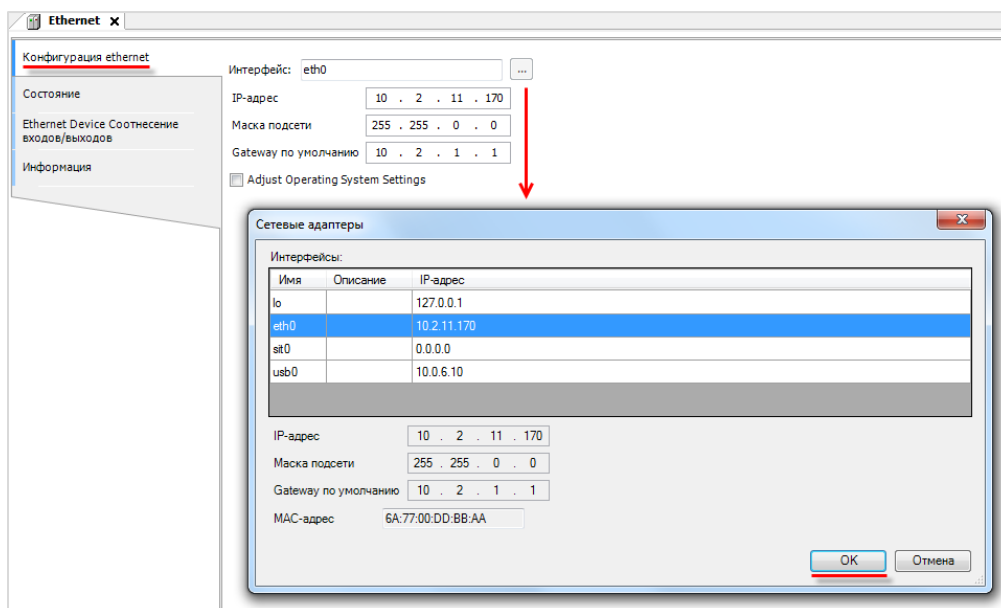 Ethernet x
Конфигурация ethernet
Состояние
Ethernet Device Соотнесение
входов/выходов
Информация
Интерфейс: eth0 ...
IP-адрес 10 . 2 . 11 . 170
Маска подсети 255 . 255 . 0 . 0
Gateway по умолчанию 10 . 2 . 1 . 1
Adjust Operating System Settings
Сетевые адаптеры
Интерфейсы:
Имя Описание IP-адрес
lo 127.0.0.1
eth0 10.2.11.170
sit0 0.0.0.0
usb0 10.0.6.10
IP-адрес 10 . 2 . 11 . 170
Маска подсети 255 . 255 . 0 . 0
Gateway по умолчанию 10 . 2 . 1 . 1
MAC-адрес 6A:77:00:DD:BB:AA
OK Отмена